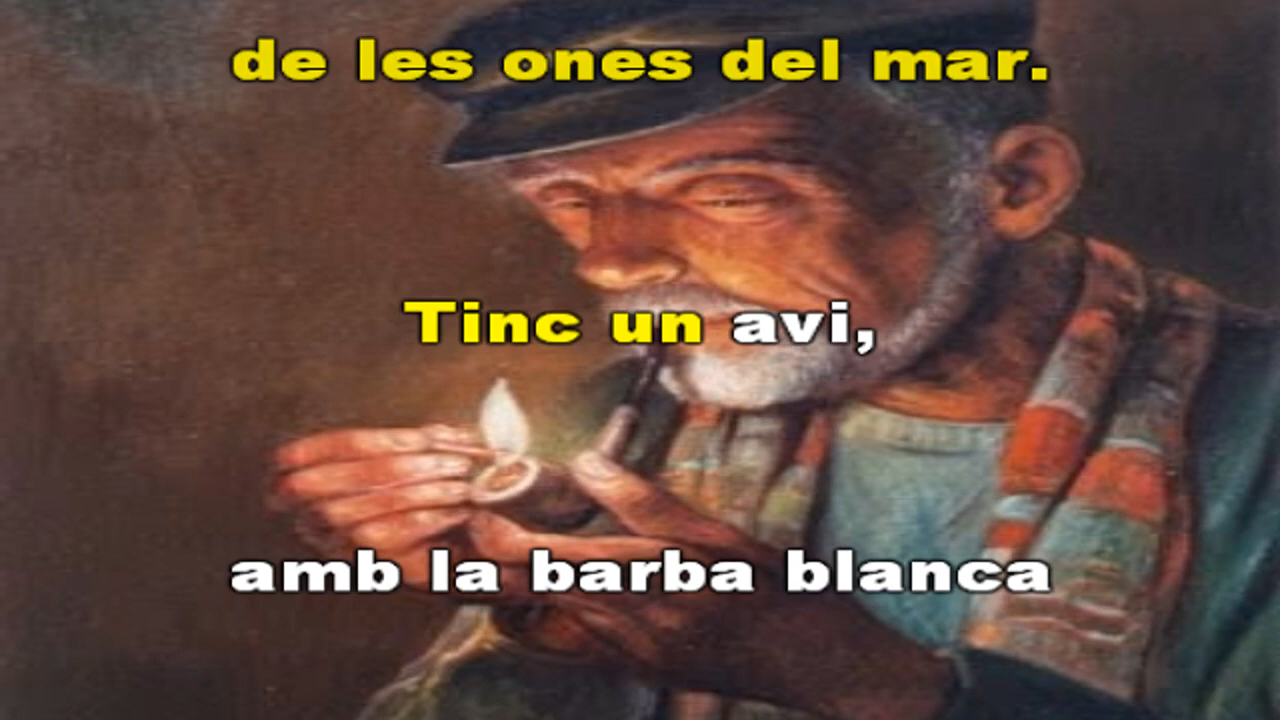 de les ones del mar.
Tinc un avi,
amb la barba blanca